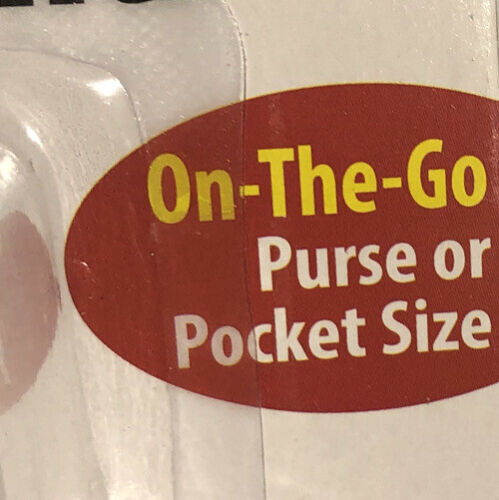 On-The-Go
Purse or
Pocket Size